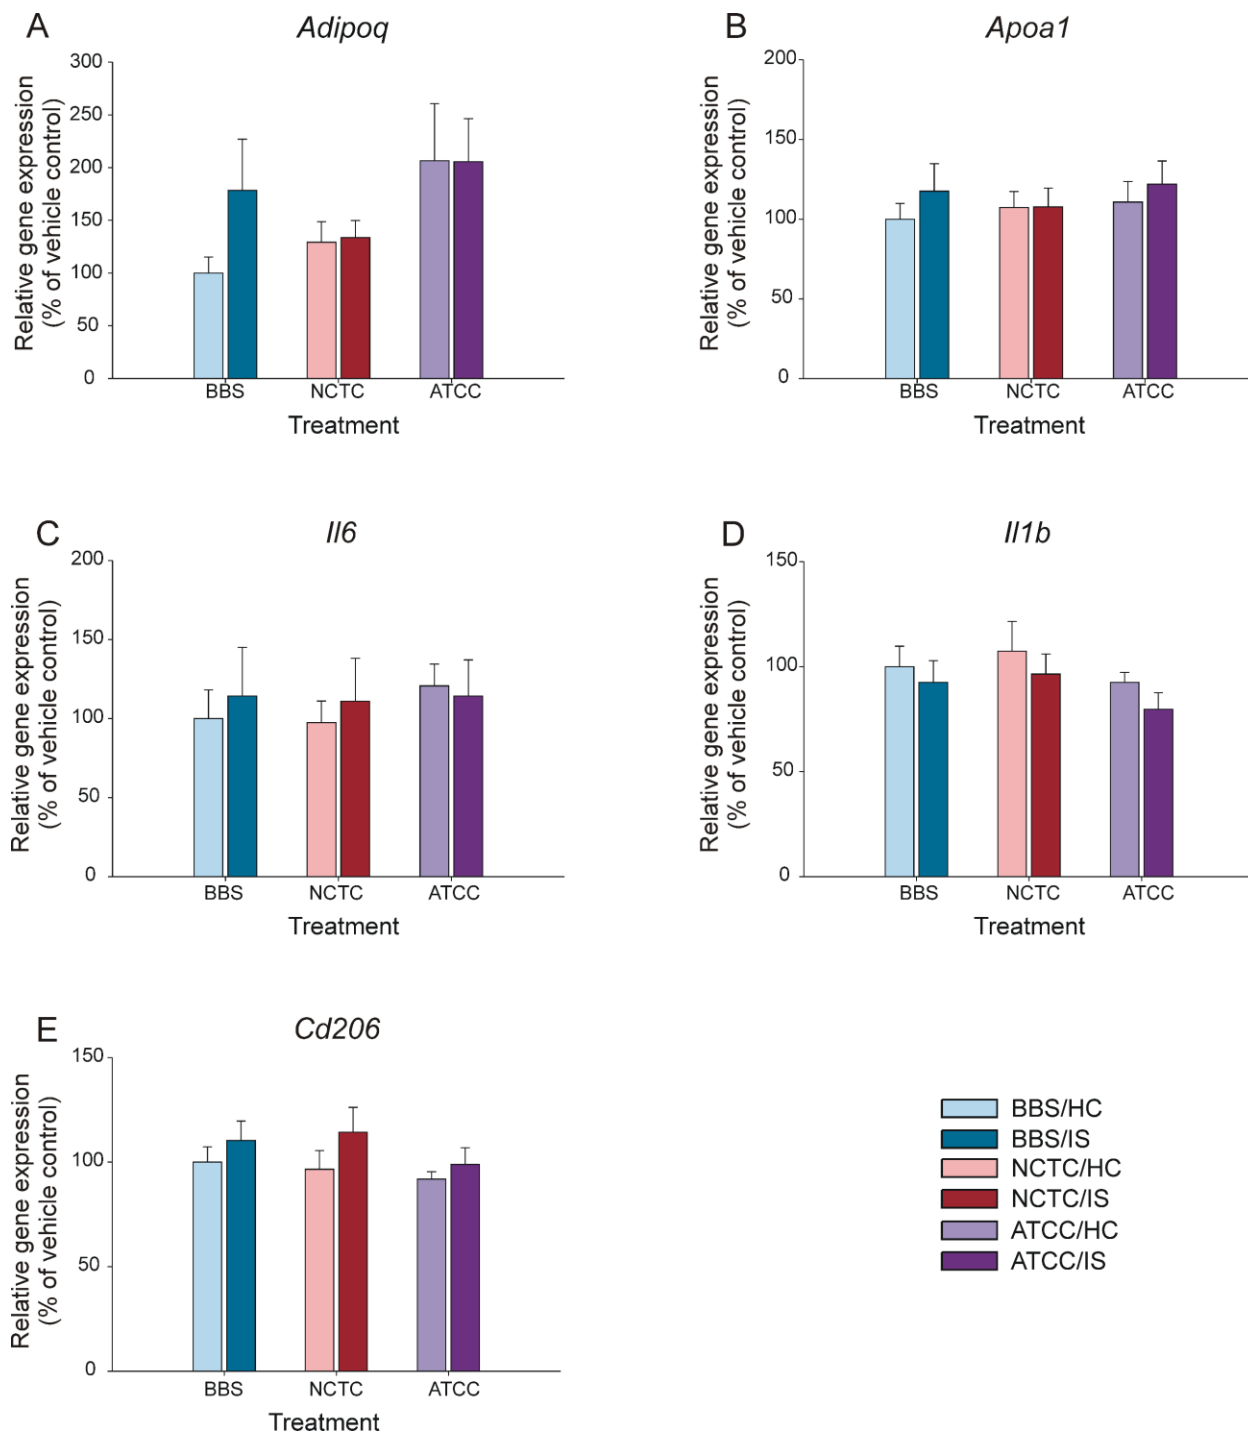 A
Adipoq
Relative gene expression
(% of vehicle control)
300
250
200
150
100
50
0
BBS
NCTC
ATCC
Treatment
B
Apoa1
Relative gene expression
(% of vehicle control)
200
150
100
50
0
BBS
NCTC
ATCC
Treatment
C
Il6
Relative gene expression
(% of vehicle control)
200
150
100
50
0
BBS
NCTC
ATCC
Treatment
D
Il1b
Relative gene expression
(% of vehicle control)
150
100
50
0
BBS
NCTC
ATCC
Treatment
E
Cd206
Relative gene expression
(% of vehicle control)
150
100
50
0
BBS
NCTC
ATCC
Treatment
BBS/HC
BBS/IS
NCTC/HC
NCTC/IS
ATCC/HC
ATCC/IS